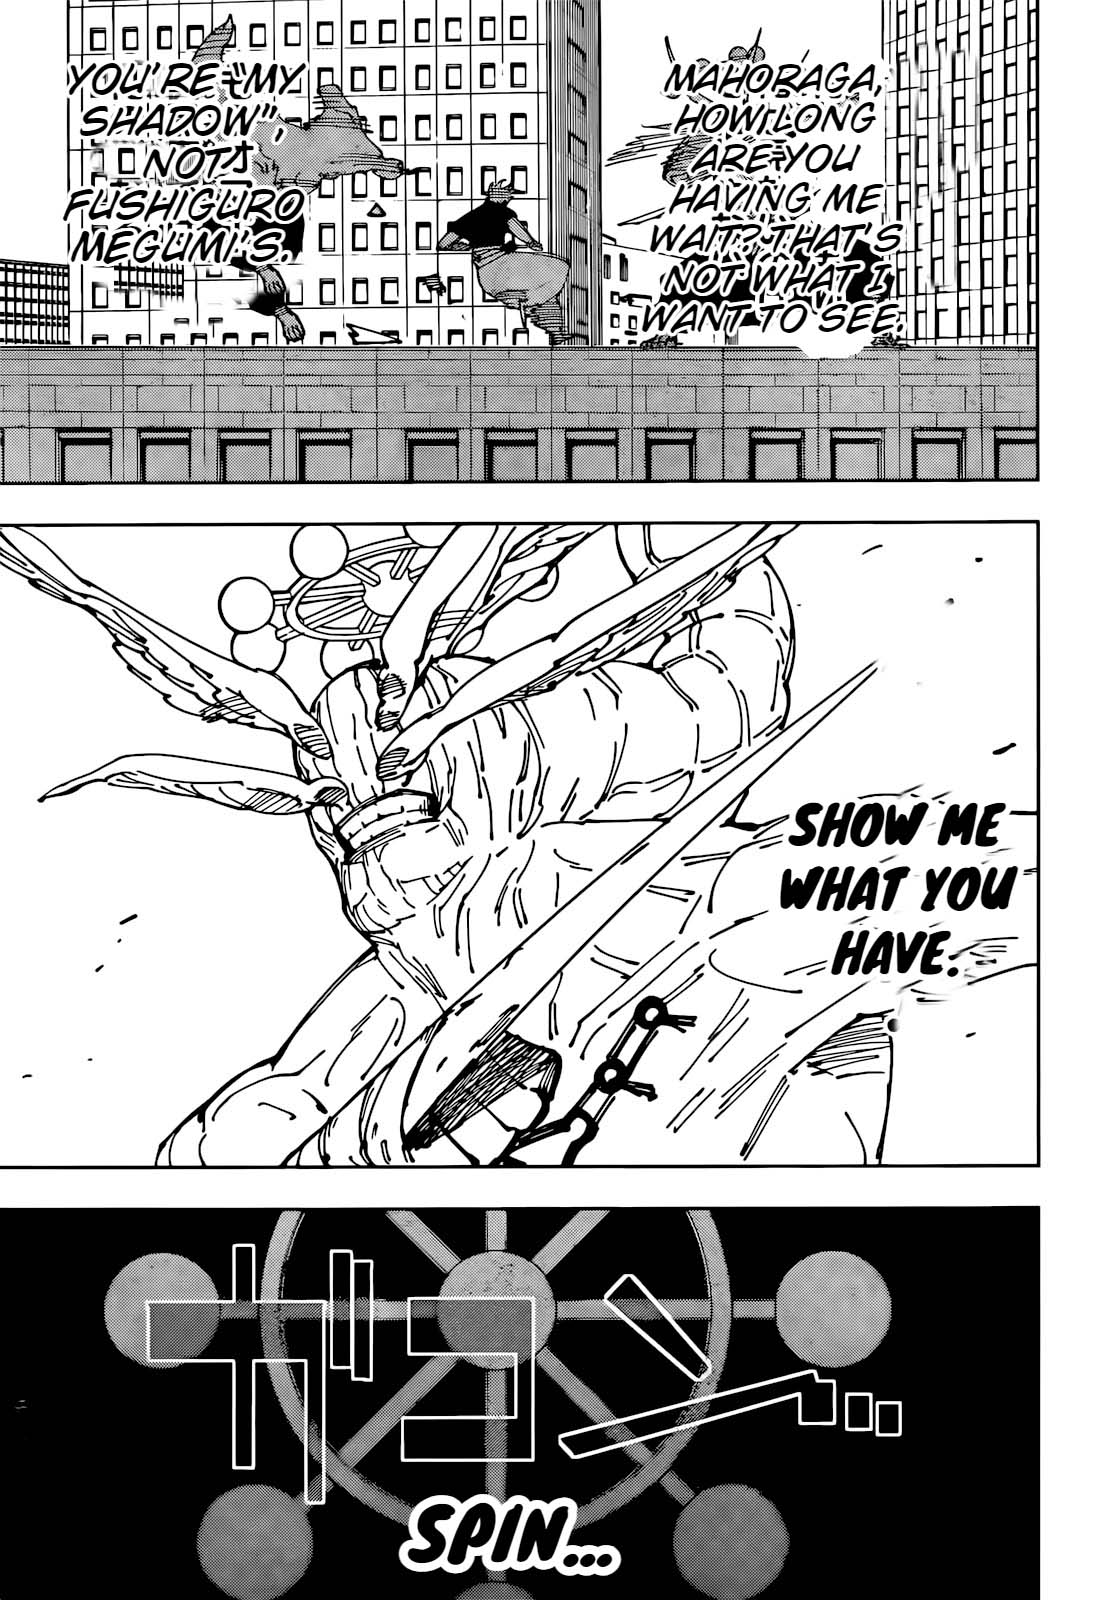 MAHORAGA,
HOW LONG
ARE YOU
HAVING ME
WAIT? THAT'S
NOT WHAT I
WANT TO SEE.
YOU'RE "MY
SHADOW",
NOT
FUSHIGURO
MEGUMI'S.
SHOW ME
WHAT YOU
HAVE.
ガコン...
SPIN...